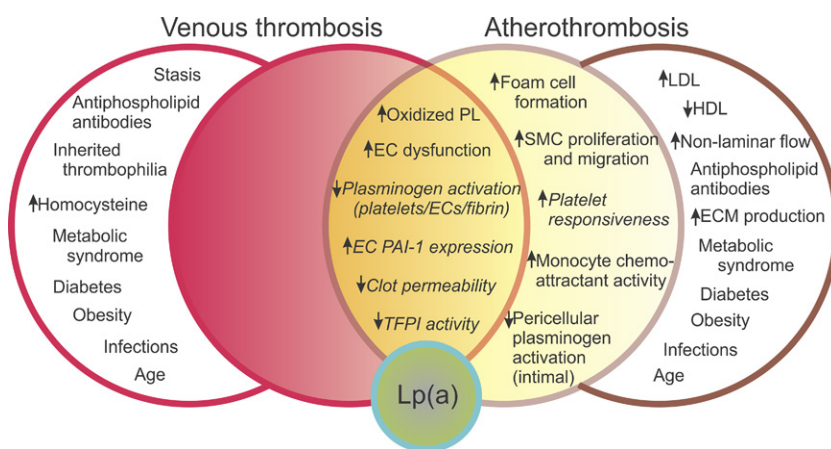 Venous thrombosis
Atherothrombosis
Stasis
Antiphospholipid
antibodies
Inherited
thrombophilia
↑Homocysteine
Metabolic
syndrome
Diabetes
Obesity
Infections
Age
↑Oxidized PL
↑EC dysfunction
↓Plasminogen activation
(platelets/ECs/fibrin)
↑EC PAI-1 expression
↓Clot permeability
↓TFPI activity
Lp(a)
↑Foam cell
formation
↑SMC proliferation
and migration
↑Platelet
responsiveness
↑Monocyte chemo-
attractant activity
↓Pericellular
plasminogen
activation
(intimal)
↑LDL
↓HDL
↑Non-laminar flow
Antiphospholipid
antibodies
↑ECM production
Metabolic
syndrome
Diabetes
Obesity
Infections
Age